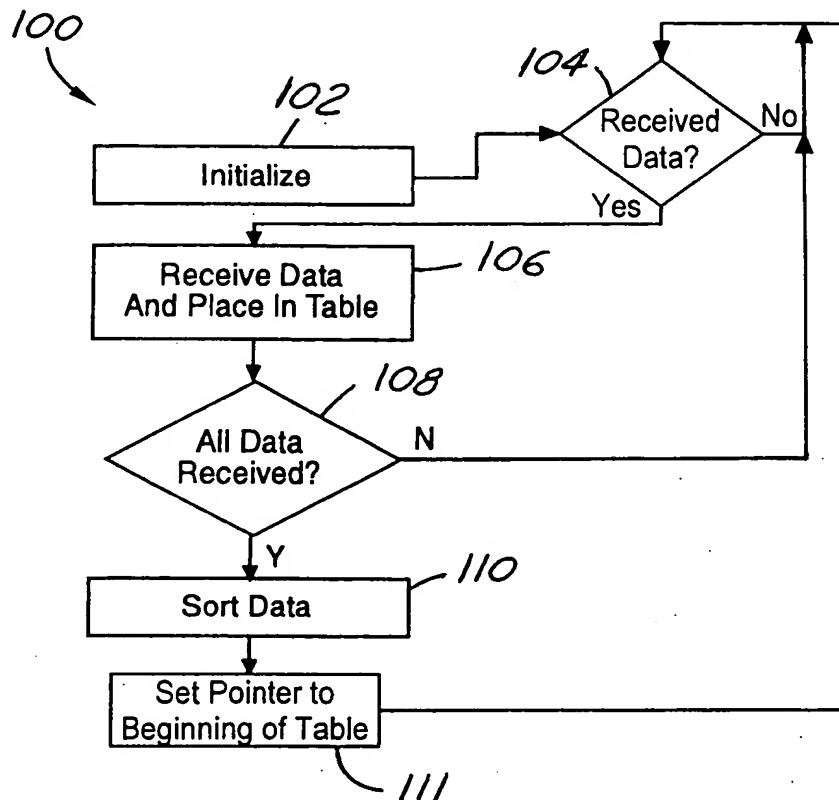 100
102
Initialize
104
Received
Data?
No
Yes
Receive Data
And Place In Table
106
108
All Data
Received?
N
Y
110
Sort Data
Set Pointer to
Beginning of Table
111